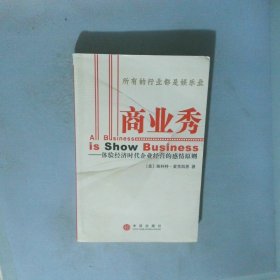 所有的行业都是娱乐业
商业秀
All Business
is Show Business
——体验经济时代企业经营的感情原则
［美］斯科特·麦克凯恩 著
中信出版社